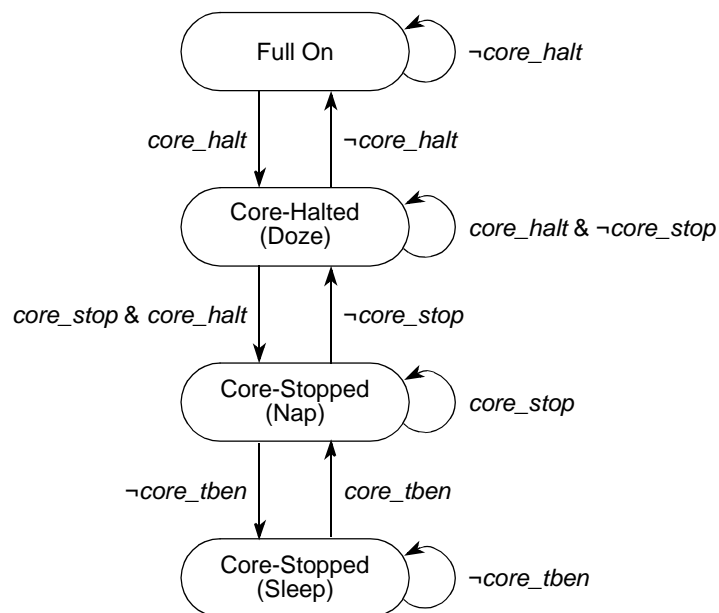 Full On
¬core_halt
core_halt
¬core_halt
Core-Halted
(Doze)
core_halt & ¬core_stop
core_stop & core_halt
¬core_stop
Core-Stopped
(Nap)
core_stop
¬core_tben
core_tben
Core-Stopped
(Sleep)
¬core_tben